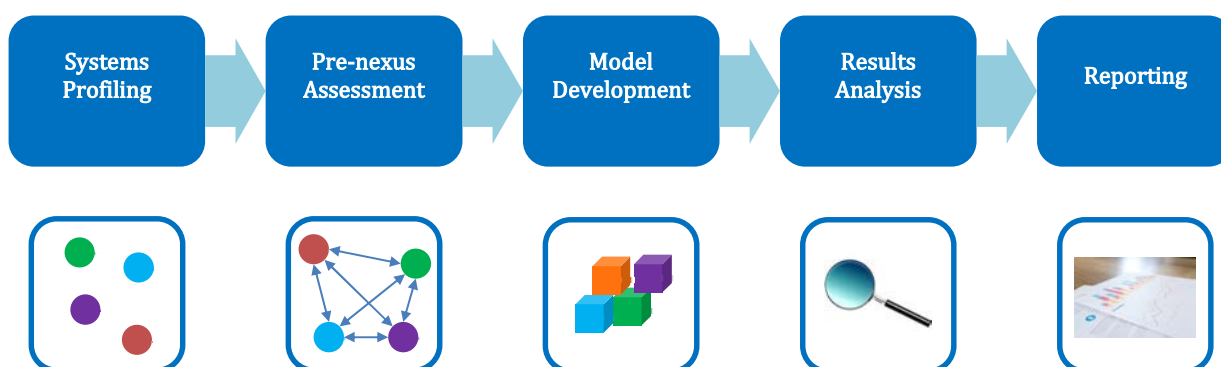 Systems
Profiling
Pre-nexus
Assessment
Model
Development
Results
Analysis
Reporting